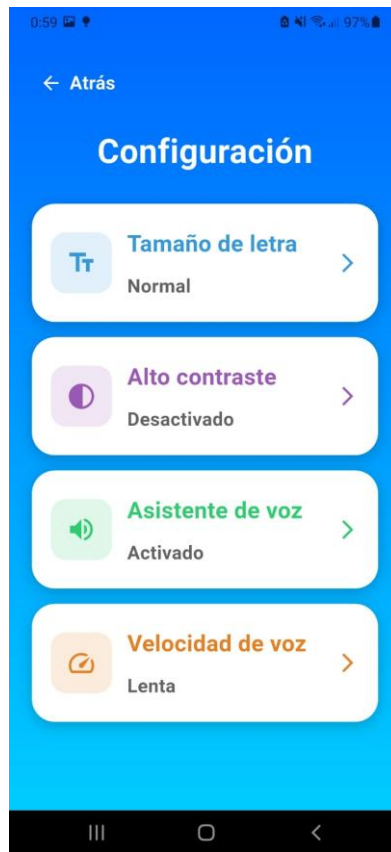 0:59 97%
← Atrás
Configuración
Tamaño de letra
Normal
Alto contraste
Desactivado
Asistente de voz
Activado
Velocidad de voz
Lenta